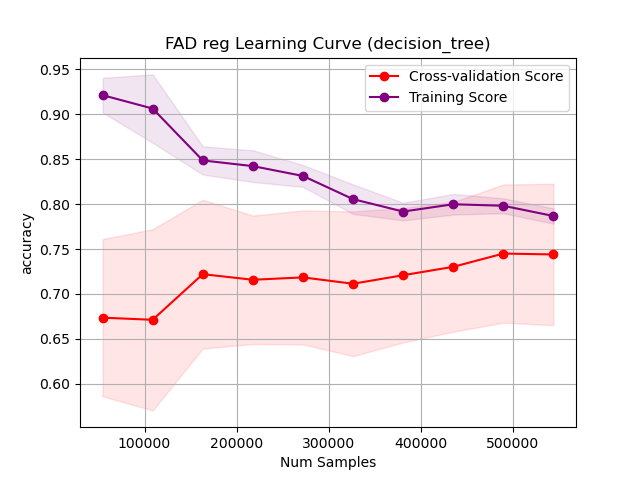 FAD reg Learning Curve (decision_tree)
Cross-validation Score
Training Score
accuracy
0.95
0.90
0.85
0.80
0.75
0.70
0.65
0.60
100000 200000 300000 400000 500000
Num Samples